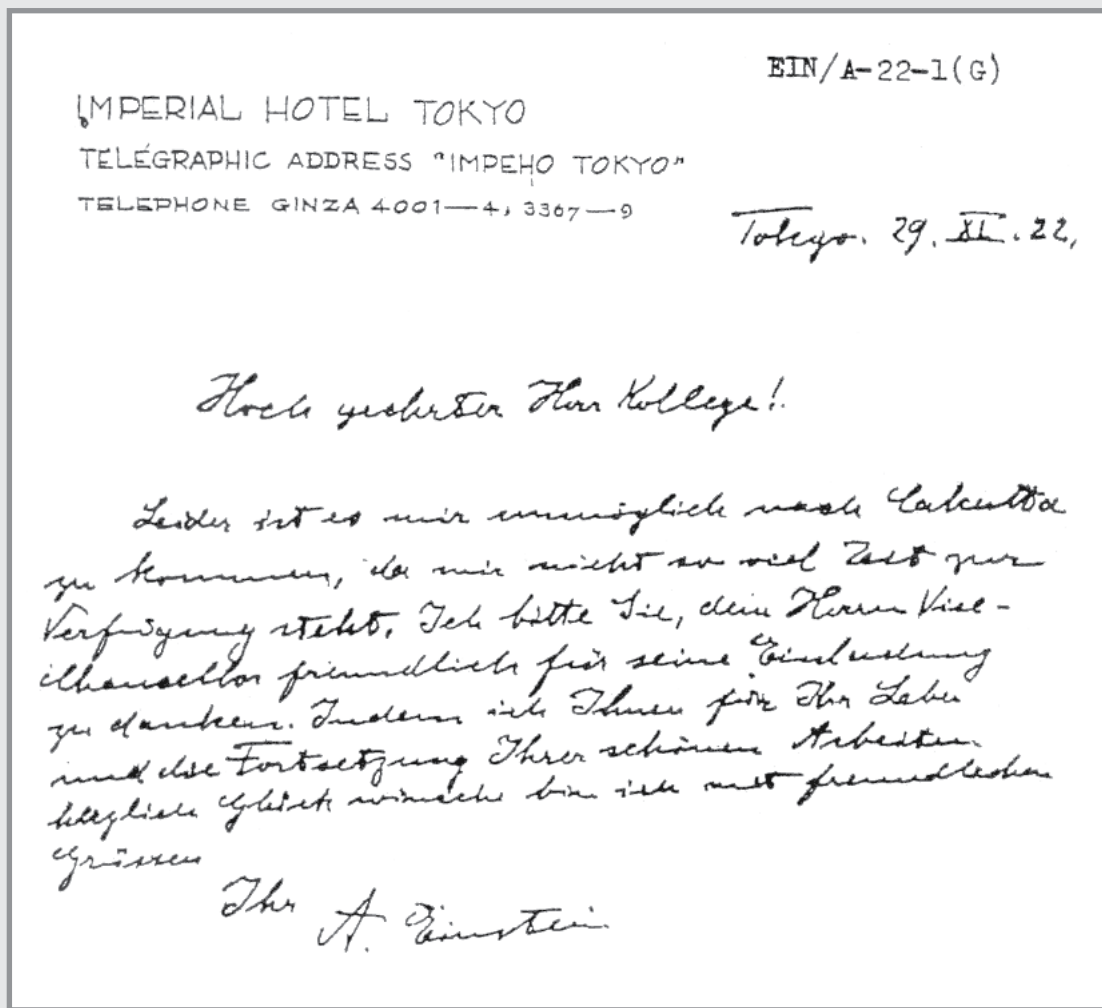 EIN/A-22-1(G)
IMPERIAL HOTEL TOKYO
TELEGRAPHIC ADDRESS "IMPEHO TOKYO"
TELEPHONE GINZA 4001—4, 3367—9
Tokyo. 29. XI. 22.
Hoch geehrter Herr Kollege!
Leider ist es mir unmöglich nach Calcutta
zu kommen, da mir nicht so viel Zeit zur
Verfügung steht. Ich bitte Sie, dem Herrn Vice-
Chancellor freundlich für seine Einladung
zu danken. Indem ich Ihnen für Ihr Leben
und die Fortsetzung Ihrer schönen Arbeiten
herzlich Glück wünsche bin ich mit freundlichen
Grüssen
Ihr
A. Einstein.